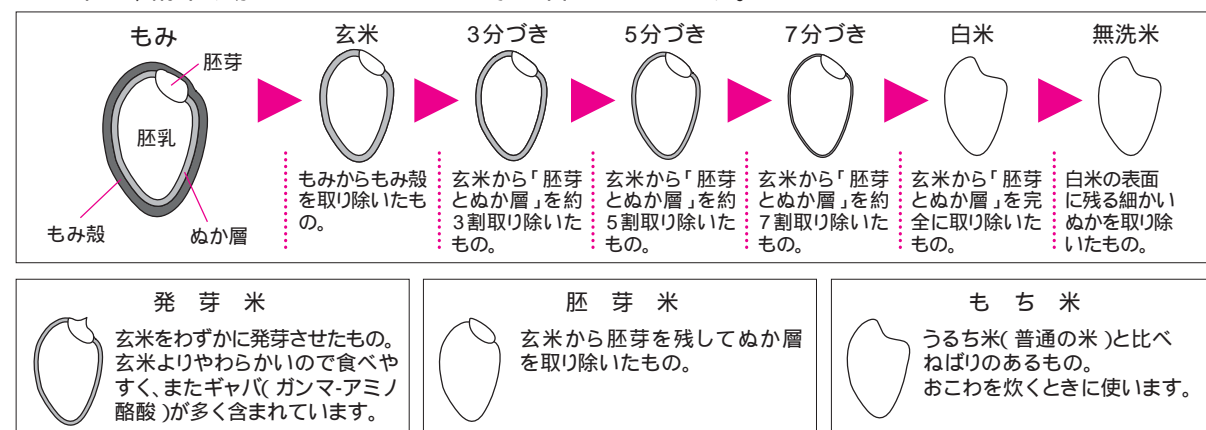 もみ
胚芽
胚乳
もみ殻
ぬか層
玄米
もみからもみ殻
を取り除いたも
の。
3分づき
玄米から「胚芽
とぬか層」を約
3割取り除いた
もの。
5分づき
玄米から「胚芽
とぬか層」を約
5割取り除いた
もの。
7分づき
玄米から「胚芽
とぬか層」を約
7割取り除いた
もの。
白米
玄米から「胚芽
とぬか層」を完
全に取り除いた
もの。
無洗米
白米の表面
に残る細かい
ぬかを取り除
いたもの。
発芽米
玄米をわずかに発芽させたもの。
玄米よりやわらかいので食べや
すく、またギャバ(ガンマ-アミノ
酪酸)が多く含まれています。
胚芽米
玄米から胚芽を残してぬか層
を取り除いたもの。
もち米
うるち米(普通の米)と比べ
ねばりのあるもの。
おこわを炊くときに使います。